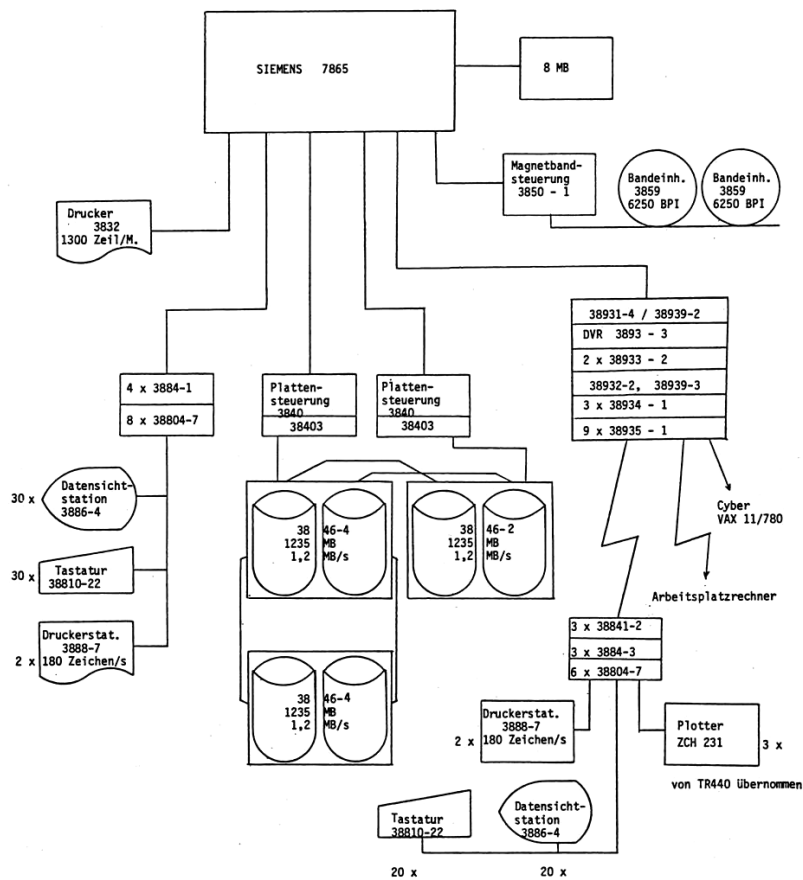 SIEMENS 7865
8 MB
Magnetband-
steuerung
3850 - 1
Bandeinh.
3859
6250 BPI
Bandeinh.
3859
6250 BPI
Drucker
3832
1300 Zeil/M.
38931-4 / 38939-2
DVR 3893 - 3
2 x 38933 - 2
38932-2, 38939-3
3 x 38934 - 1
9 x 38935 - 1
4 x 3884-1
8 x 38804-7
Platten-
steuerung
3840
38403
Platten-
steuerung
3840
38403
30 x
Datensicht-
station
3886-4
30 x
Tastatur
38810-22
2 x
Druckerstat.
3888-7
180 Zeichen/s
38 46-4
1235 MB
1,2 MB/s
38 46-2
1235 MB
1,2 MB/s
38 46-4
1235 MB
1,2 MB/s
Cyber
VAX 11/780
Arbeitsplatzrechner
3 x 38841-2
3 x 3884-3
6 x 38804-7
2 x
Druckerstat.
3888-7
180 Zeichen/s
Plotter
ZCH 231
3 x
von TR440 übernommen
Tastatur
38810-22
20 x
Datensicht-
station
3886-4
20 x